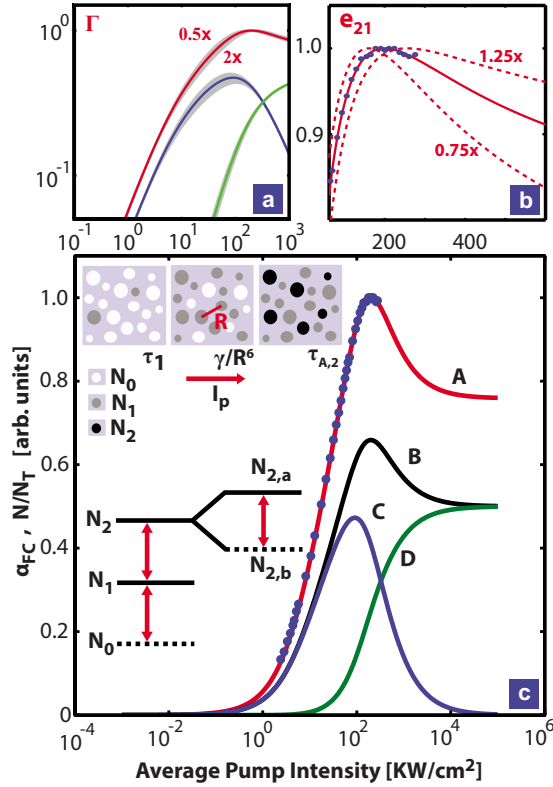 Γ
0.5x
2x
10⁰
10⁻¹
a
10⁻¹ 10⁰ 10¹ 10² 10³
e₂₁
1.25x
0.75x
1.0
0.9
b
200 400
αFC , N/NT [arb. units]
1.0
0.8
0.6
0.4
0.2
0
R
τ1 γ/R⁶ τA,2
N₀
N₁
N₂
Iₚ
N₂,a
N₂
N₂,b
N₁
N₀
A
B
C
D
c
10⁻⁴ 10⁻² 10⁰ 10² 10⁴ 10⁶
Average Pump Intensity [KW/cm²]